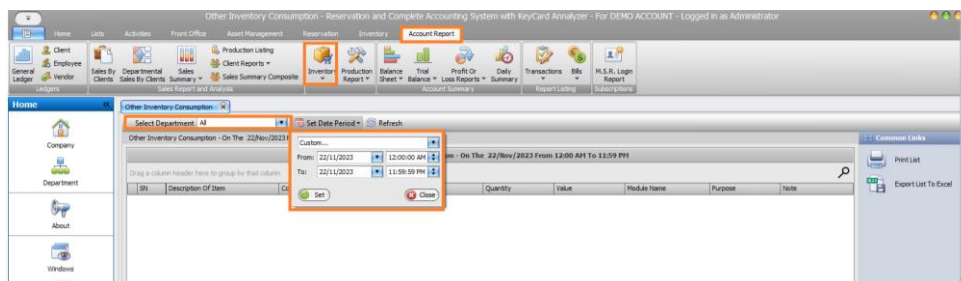 Other Inventory Consumption - Reservation and Complete Accounting System with KeyCard Annalyzer - For DEMO ACCOUNT - Logged in as Administrator
Home Lists Activities Front Office Asset Management Reservation Inventory Account Report
General Ledger
Client
Employee
Vendor
Ledgers
Sales By Clients
Departmental Sales By Clients
Sales Summary
Production Listing
Client Reports
Sales Summary Composite
Sales Report and Analysis
Inventory
Production Report
Balance Sheet
Trial Balance
Profit Or Loss Reports
Daily Summary
Account Summary
Transactions
Bills
Report Listing
M.S.R. Login Report
Subscriptions
Home
Other Inventory Consumption
Select Department All
Set Date Period
Refresh
Other Inventory Consumption - On The 22/Nov/2023
on - On The 22/Nov/2023 From 12:00 AM To 11:59 PM
Custom....
From: 22/11/2023 12:00:00 AM
To: 22/11/2023 11:59:59 PM
Set
Close
Drag a column header here to group by that column
SN Description Of Item Co Quantity Value Module Name Purpose Note
Company
Department
About
Windows
Common Links
Print List
Export List To Excel